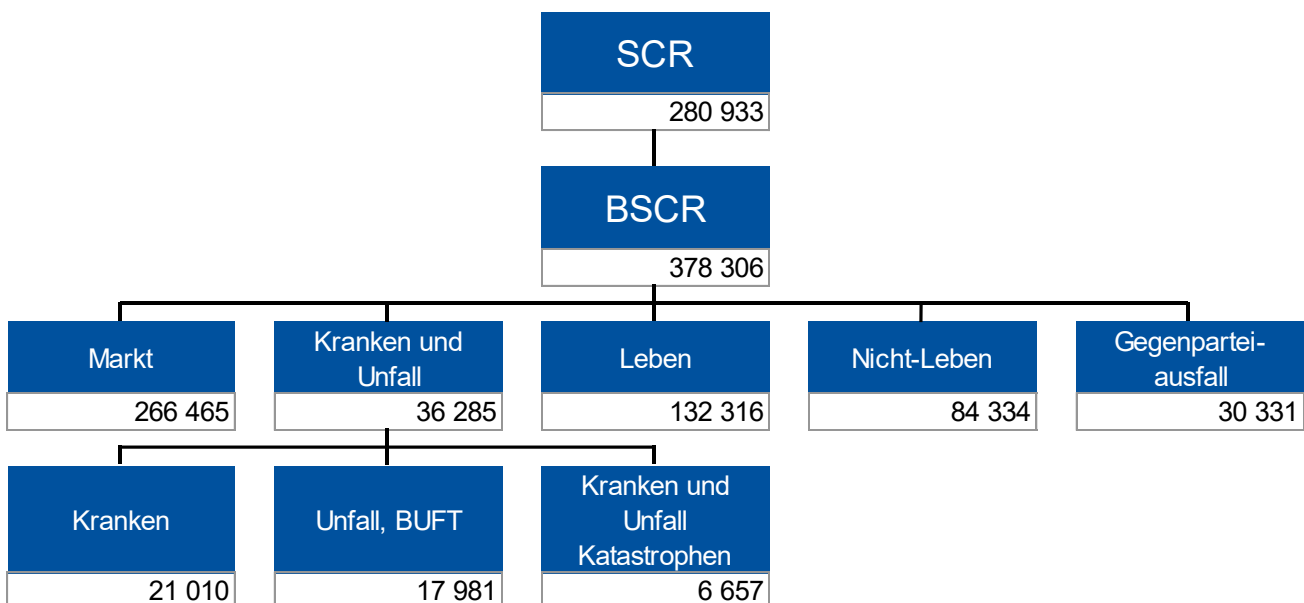 SCR
280 933
BSCR
378 306
Markt
266 465
Kranken und
Unfall
36 285
Leben
132 316
Nicht-Leben
84 334
Gegenpartei-
ausfall
30 331
Kranken
21 010
Unfall, BUFT
17 981
Kranken und
Unfall
Katastrophen
6 657